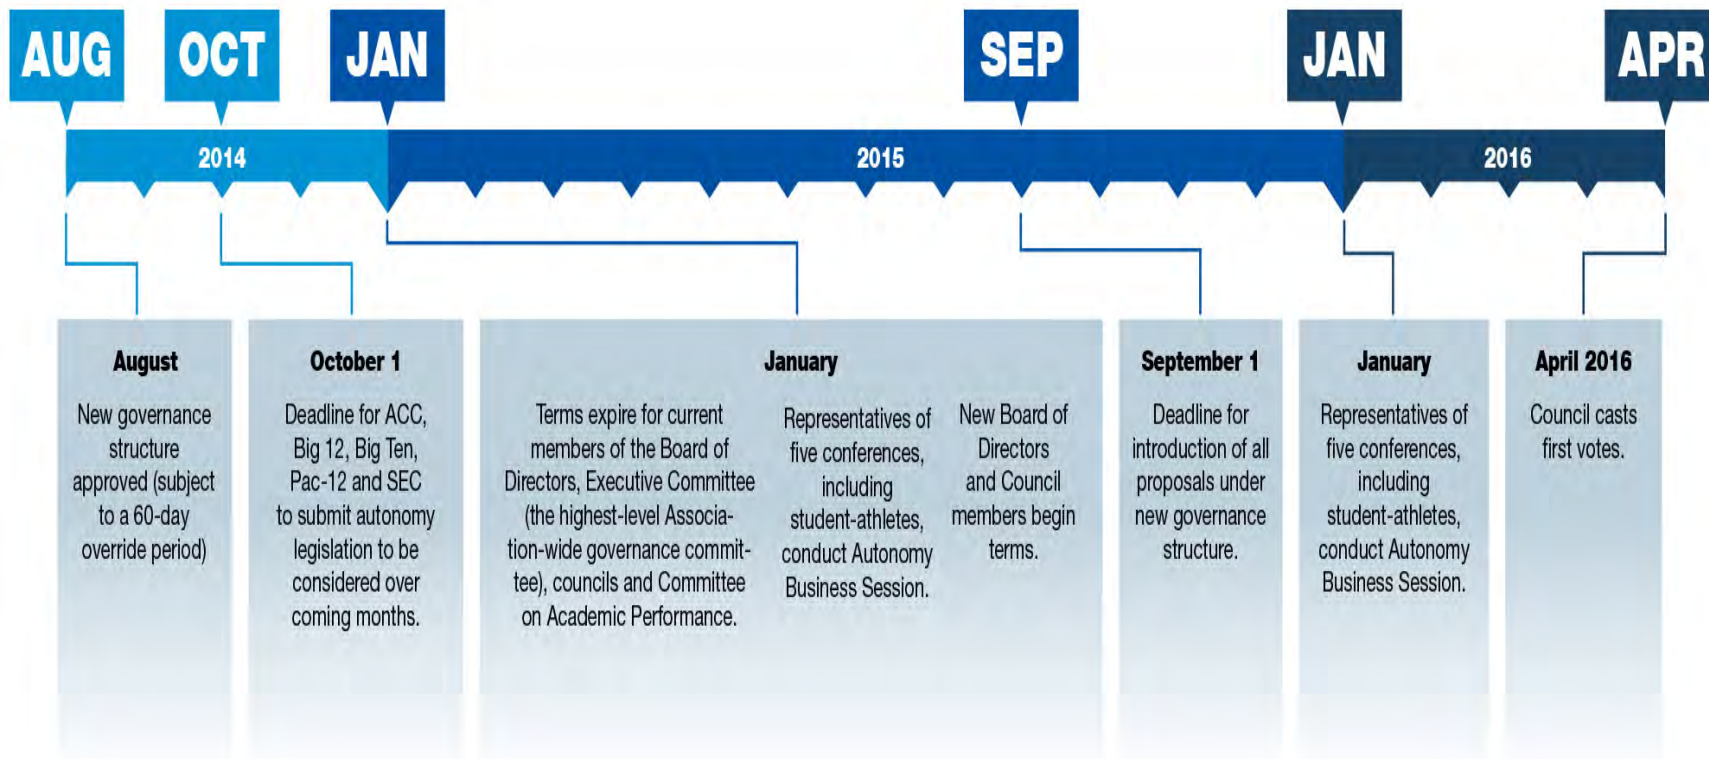 AUG
OCT
JAN
SEP
JAN
APR
2014
2015
2016
August
New governance
structure
approved (subject
to a 60-day
override period)
October 1
Deadline for ACC,
Big 12, Big Ten,
Pac-12 and SEC
to submit autonomy
legislation to be
considered over
coming months.
January
Terms expire for current
members of the Board of
Directors, Executive Committee
(the highest-level Associa-
tion-wide governance commit-
tee), councils and Committee
on Academic Performance.
Representatives of
five conferences,
including
student-athletes,
conduct Autonomy
Business Session.
New Board of
Directors
and Council
members begin
terms.
September 1
Deadline for
introduction of all
proposals under
new governance
structure.
January
Representatives of
five conferences,
including
student-athletes,
conduct Autonomy
Business Session.
April 2016
Council casts
first votes.